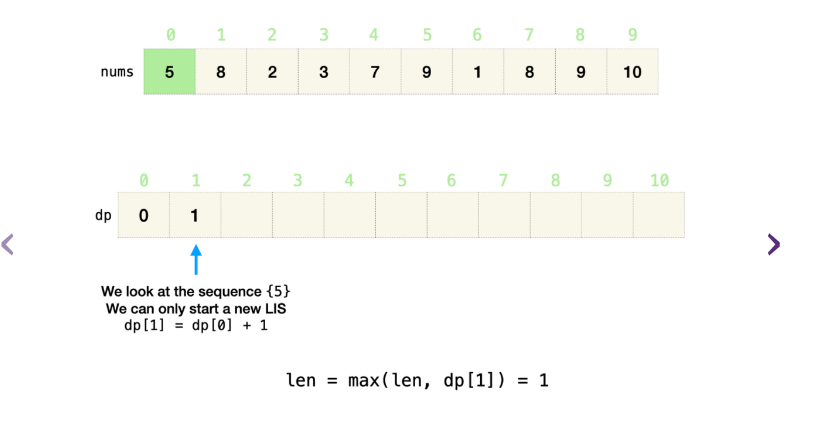 0 1 2 3 4 5 6 7 8 9
nums 5 8 2 3 7 9 1 8 9 10
0 1 2 3 4 5 6 7 8 9 10
dp 0 1
We look at the sequence {5}
We can only start a new LIS
dp[1] = dp[0] + 1
len = max(len, dp[1]) = 1